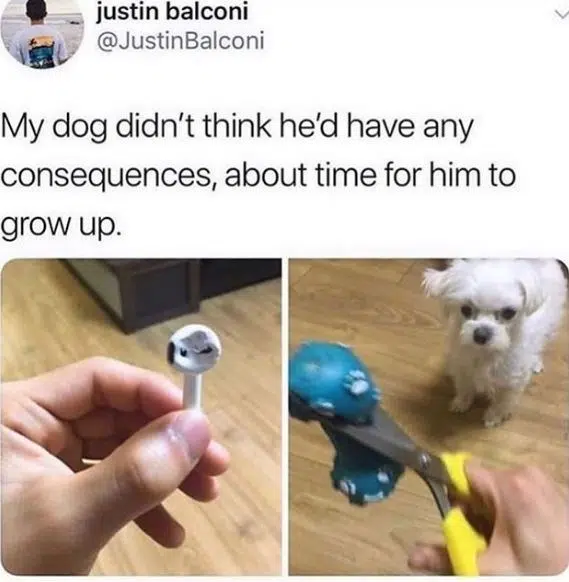 justin balconi
@JustinBalconi
My dog didn't think he'd have any
consequences, about time for him to
grow up.